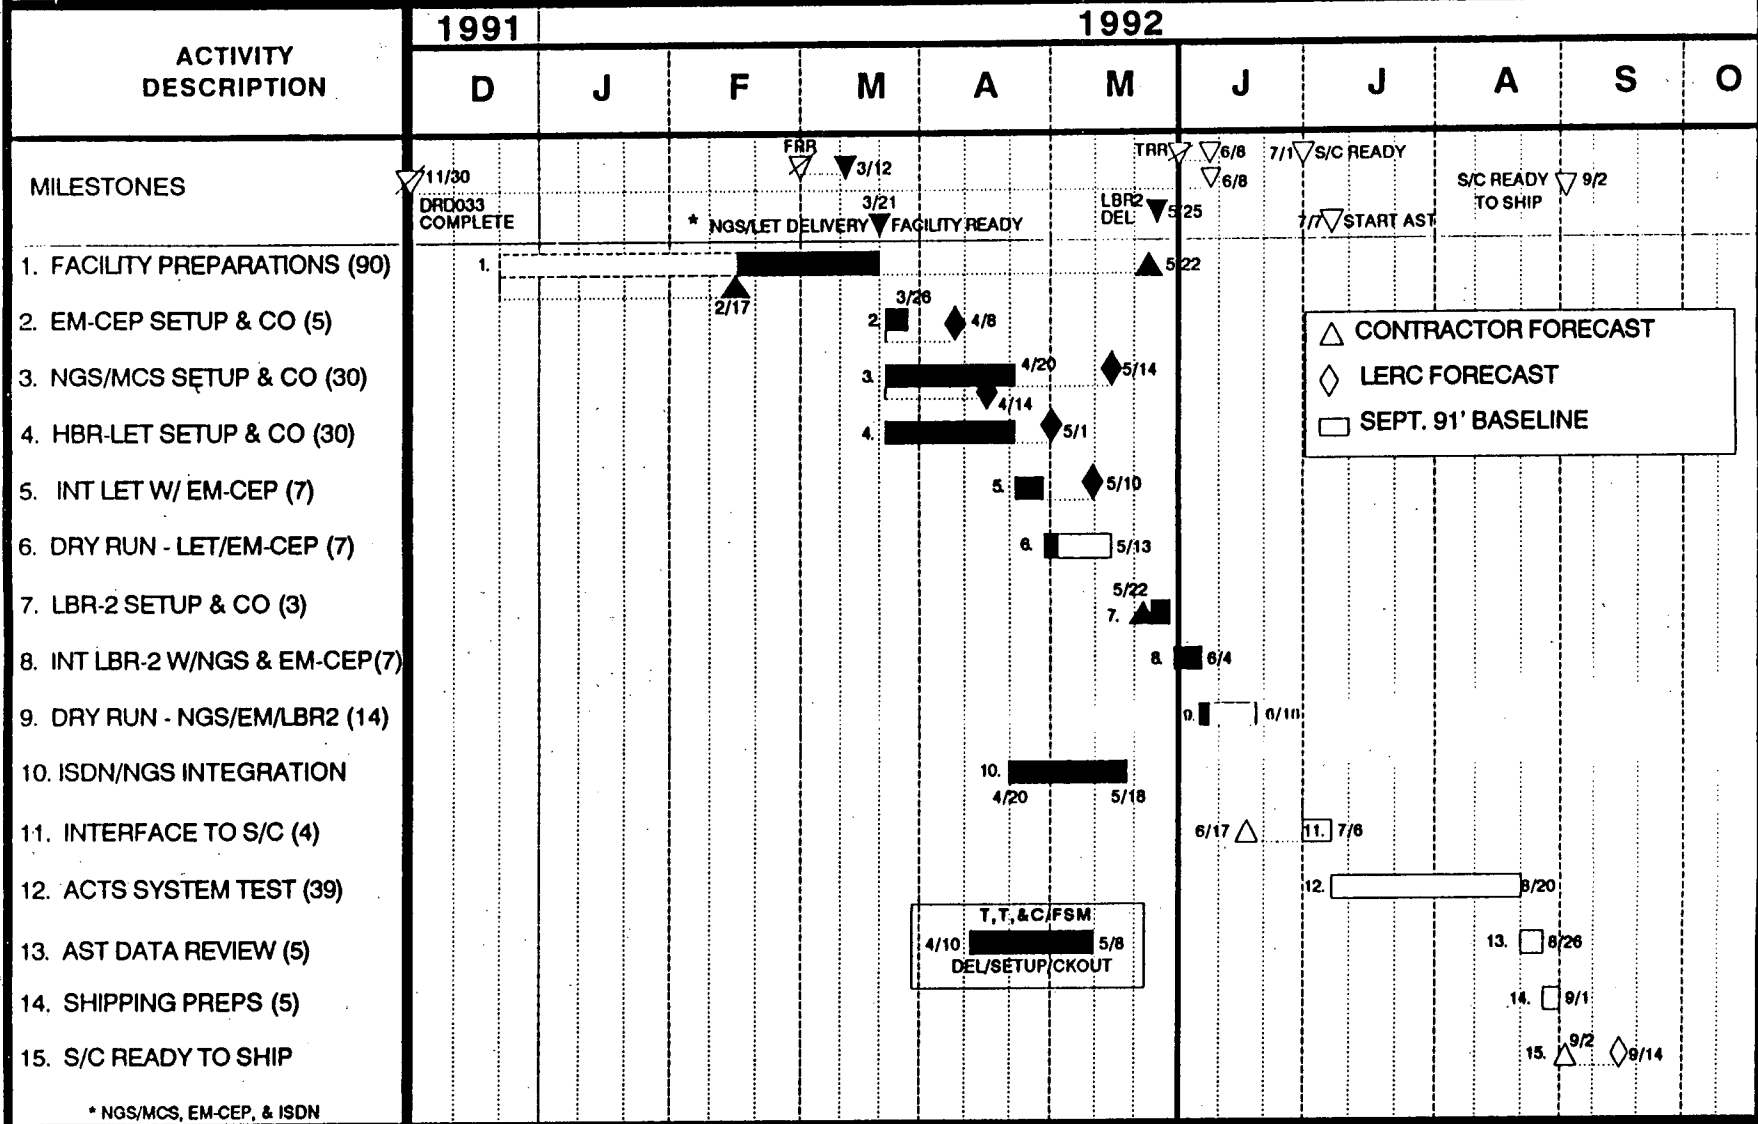 1991
1992
ACTIVITY
DESCRIPTION
D J F M A M J J A S O
MILESTONES
11/30
DRD033
COMPLETE
FRR
3/12
3/21
* NGS/LET DELIVERY FACILITY READY
TRR
6/8
6/8
LBR2
DEL
5/25
7/1 S/C READY
7/7 START AST
S/C READY
TO SHIP
9/2
1. FACILITY PREPARATIONS (90)
1.
5/22
2/17
2. EM-CEP SETUP & CO (5)
2.
3/26
4/8
3. NGS/MCS SETUP & CO (30)
3.
4/20
5/14
4/14
4. HBR-LET SETUP & CO (30)
4.
5/1
5. INT LET W/ EM-CEP (7)
5.
5/10
6. DRY RUN - LET/EM-CEP (7)
6.
5/13
7. LBR-2 SETUP & CO (3)
5/22
7.
8. INT LBR-2 W/NGS & EM-CEP(7)
8.
6/4
9. DRY RUN - NGS/EM/LBR2 (14)
9.
10. ISDN/NGS INTEGRATION
10.
4/20
5/18
11. INTERFACE TO S/C (4)
6/17
11.
7/6
12. ACTS SYSTEM TEST (39)
12.
8/20
T,T,&C/FSM
4/10
5/8
DEL/SETUP/CKOUT
13. AST DATA REVIEW (5)
13.
8/26
14. SHIPPING PREPS (5)
14.
9/1
15. S/C READY TO SHIP
15.
9/2
9/14
* NGS/MCS, EM-CEP, & ISDN
CONTRACTOR FORECAST
LERC FORECAST
SEPT. 91' BASELINE